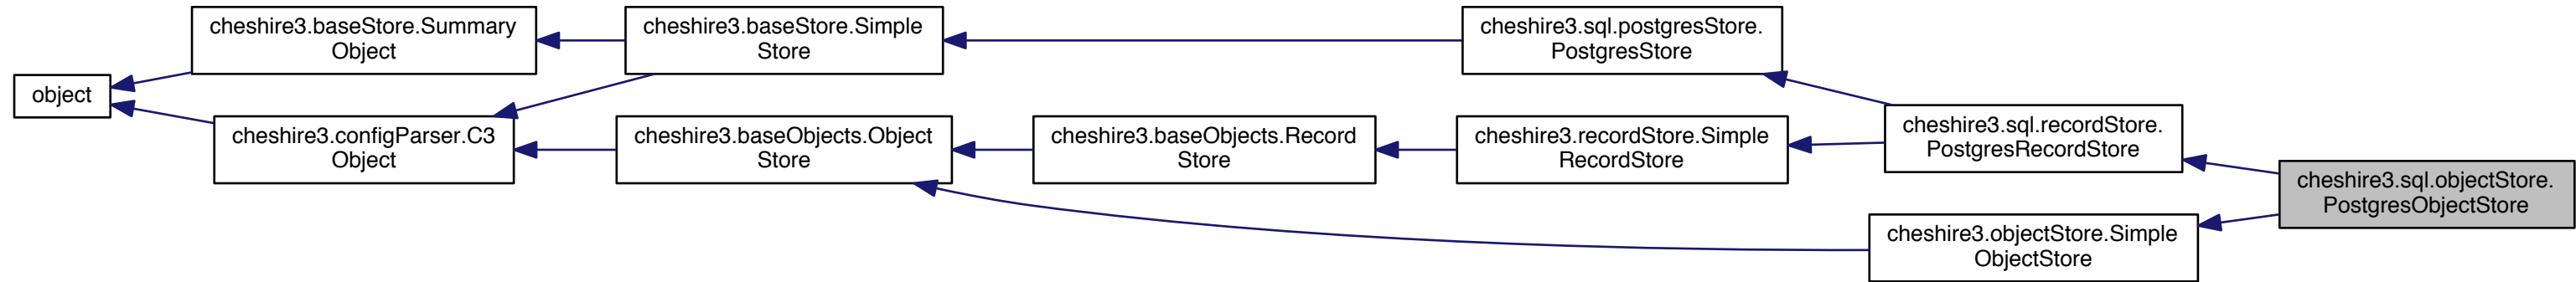 cheshire3.baseStore.Summary
Object
cheshire3.baseStore.Simple
Store
cheshire3.sql.postgresStore.
PostgresStore
object
cheshire3.configParser.C3
Object
cheshire3.baseObjects.Object
Store
cheshire3.baseObjects.Record
Store
cheshire3.recordStore.Simple
RecordStore
cheshire3.sql.recordStore.
PostgresRecordStore
cheshire3.sql.objectStore.
PostgresObjectStore
cheshire3.objectStore.Simple
ObjectStore